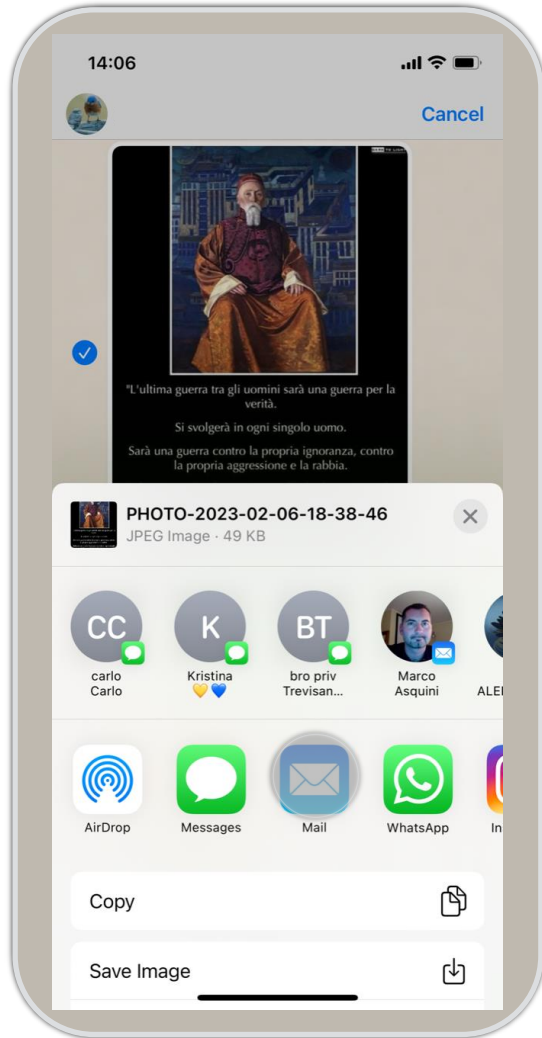 14:06
Cancel
"L'ultima guerra tra gli uomini sarà una guerra per la
verità.
Si svolgerà in ogni singolo uomo.
Sarà una guerra contro la propria ignoranza, contro
la propria aggressione e la rabbia.
PHOTO-2023-02-06-18-38-46
JPEG Image · 49 KB
CC
K
BT
carlo
Carlo
Kristina
💛💙
bro priv
Trevisan...
Marco
Asquini
ALE
AirDrop
Messages
Mail
WhatsApp
In
Copy
Save Image